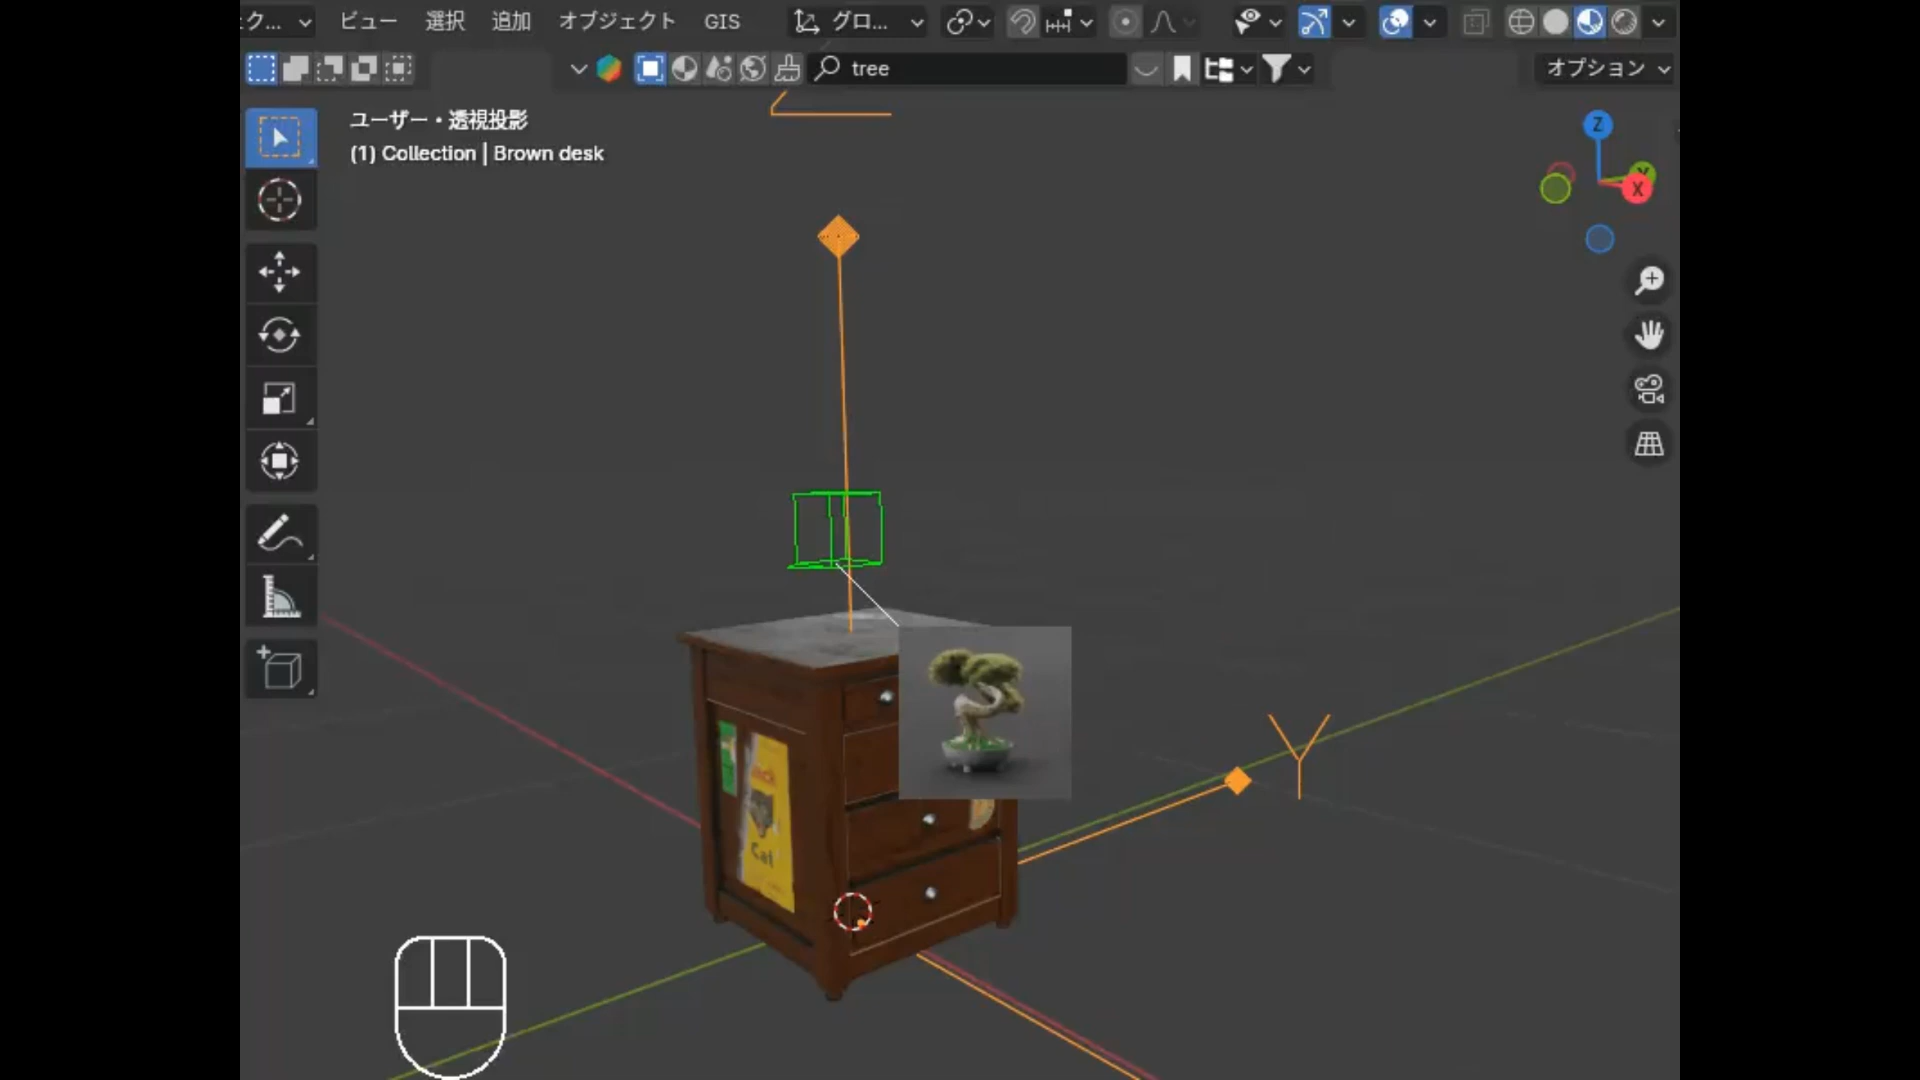 ク...
ビュー
選択
追加
オブジェクト
GIS
グロ...
tree
オプション
ユーザー・透視投影
(1) Collection | Brown desk
Z
Y
X
Y
Cat